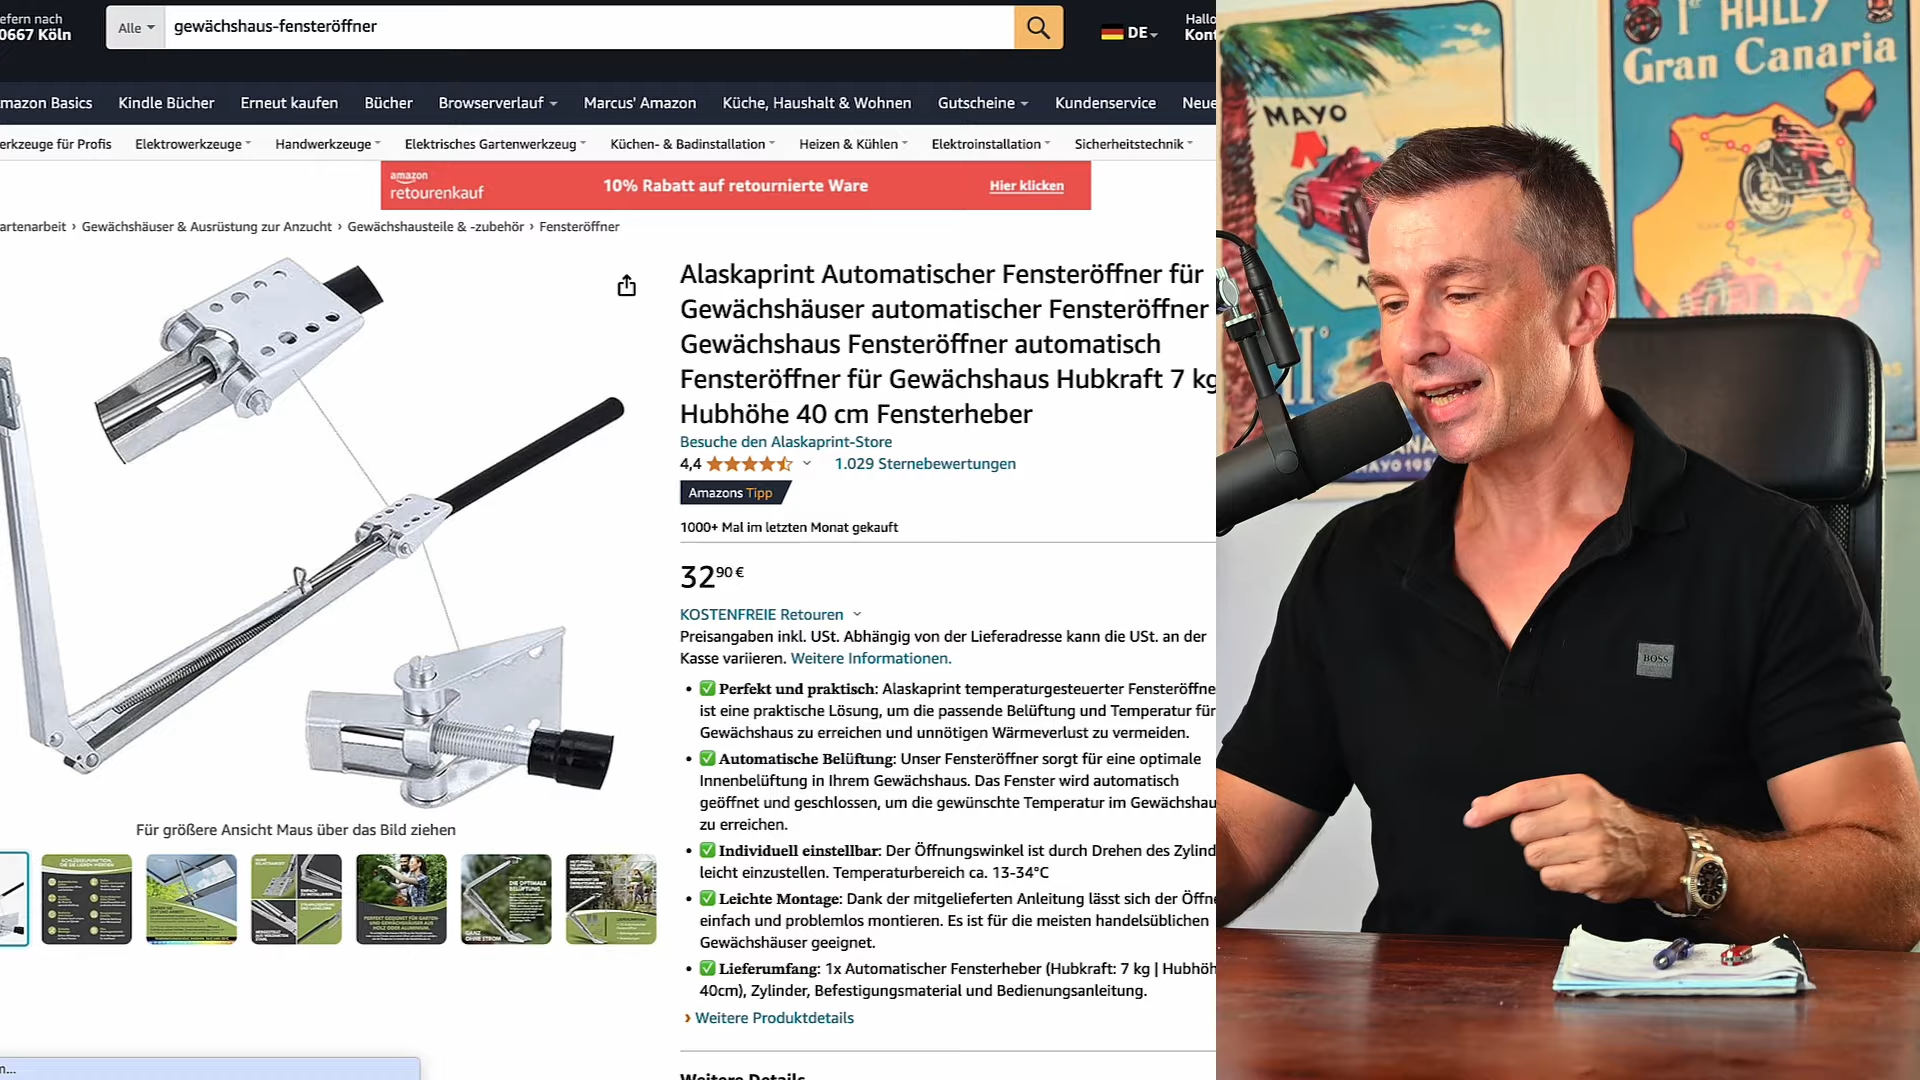 efern nach
0667 Köln
Alle
gewächshaus-fensteröffner
DE
Hallo
Kont
mazon Basics
Kindle Bücher
Erneut kaufen
Bücher
Browserverlauf
Marcus' Amazon
Küche, Haushalt & Wohnen
Gutscheine
Kundenservice
Neue
erkzeuge für Profis
Elektrowerkzeuge
Handwerkzeuge
Elektrisches Gartenwerkzeug
Küchen- & Badinstallation
Heizen & Kühlen
Elektroinstallation
Sicherheitstechnik
amazon
retourenkauf
10% Rabatt auf retournierte Ware
Hier klicken
artenarbeit › Gewächshäuser & Ausrüstung zur Anzucht › Gewächshausteile & -zubehör › Fensteröffner
Alaskaprint Automatischer Fensteröffner für
Gewächshäuser automatischer Fensteröffner
Gewächshaus Fensteröffner automatisch
Fensteröffner für Gewächshaus Hubkraft 7 kg
Hubhöhe 40 cm Fensterheber
Besuche den Alaskaprint-Store
4,4
1.029 Sternebewertungen
Amazons Tipp
1000+ Mal im letzten Monat gekauft
32 90 €
KOSTENFREIE Retouren
Preisangaben inkl. USt. Abhängig von der Lieferadresse kann die USt. an der
Kasse variieren. Weitere Informationen.
• ✅ Perfekt und praktisch: Alaskaprint temperaturgesteuerter Fensteröffne
ist eine praktische Lösung, um die passende Belüftung und Temperatur für
Gewächshaus zu erreichen und unnötigen Wärmeverlust zu vermeiden.
• ✅ Automatische Belüftung: Unser Fensteröffner sorgt für eine optimale
Innenbelüftung in Ihrem Gewächshaus. Das Fenster wird automatisch
geöffnet und geschlossen, um die gewünschte Temperatur im Gewächshau
zu erreichen.
• ✅ Individuell einstellbar: Der Öffnungswinkel ist durch Drehen des Zylind
leicht einzustellen. Temperaturbereich ca. 13-34°C
• ✅ Leichte Montage: Dank der mitgelieferten Anleitung lässt sich der Öffne
einfach und problemlos montieren. Es ist für die meisten handelsüblichen
Gewächshäuser geeignet.
• ✅ Lieferumfang: 1x Automatischer Fensterheber (Hubkraft: 7 kg | Hubhöh
40cm), Zylinder, Befestigungsmaterial und Bedienungsanleitung.
› Weitere Produktdetails
Weitere Details
Für größere Ansicht Maus über das Bild ziehen
DIE OPTIMALE
BELÜFTUNG
GANZ
OHNE STROM
n...
MAYO
1er RALLY
Gran Canaria
BOSS